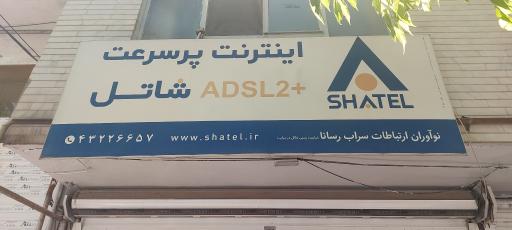 اینترنت پرسرعت
شاتل ADSL2+
SHATEL
نوآوران ارتباطات سراب رسانا
www.shatel.ir
۴۳۲۲۶۶۵۷